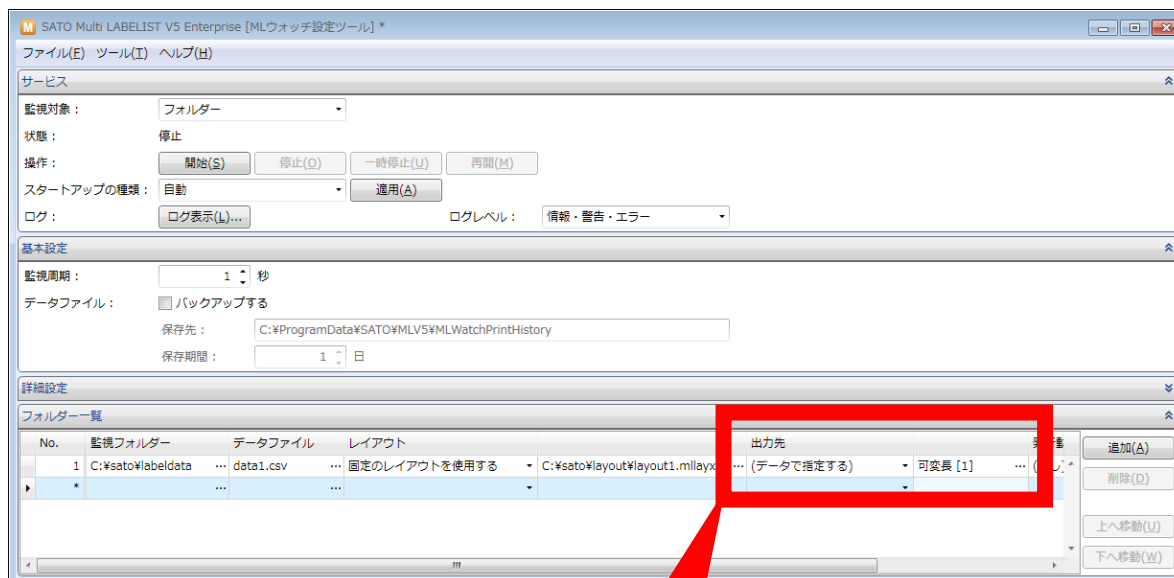 SATO Multi LABELIST V5 Enterprise [MLウォッチ設定ツール] *
ファイル(F) ツール(T) ヘルプ(H)
サービス
監視対象： フォルダー
状態： 停止
操作： 開始(S) 停止(O) 一時停止(U) 再開(M)
スタートアップの種類： 自動 適用(A)
ログ： ログ表示(L)... ログレベル： 情報・警告・エラー
基本設定
監視周期： 1 秒
データファイル： バックアップする
保存先： C:¥ProgramData¥SATO¥MLV5¥MLWatchPrintHistory
保存期間： 1 日
詳細設定
フォルダー一覧
No. 監視フォルダー データファイル レイアウト 出力先 追加(A)
1 C:¥sato¥labeldata ... data1.csv ... 固定のレイアウトを使用する C:¥sato¥layout¥layout1.mllayx ... (データで指定する) 可変長 [1] ...
削除(D)
* ... ...
上へ移動(U)
下へ移動(W)